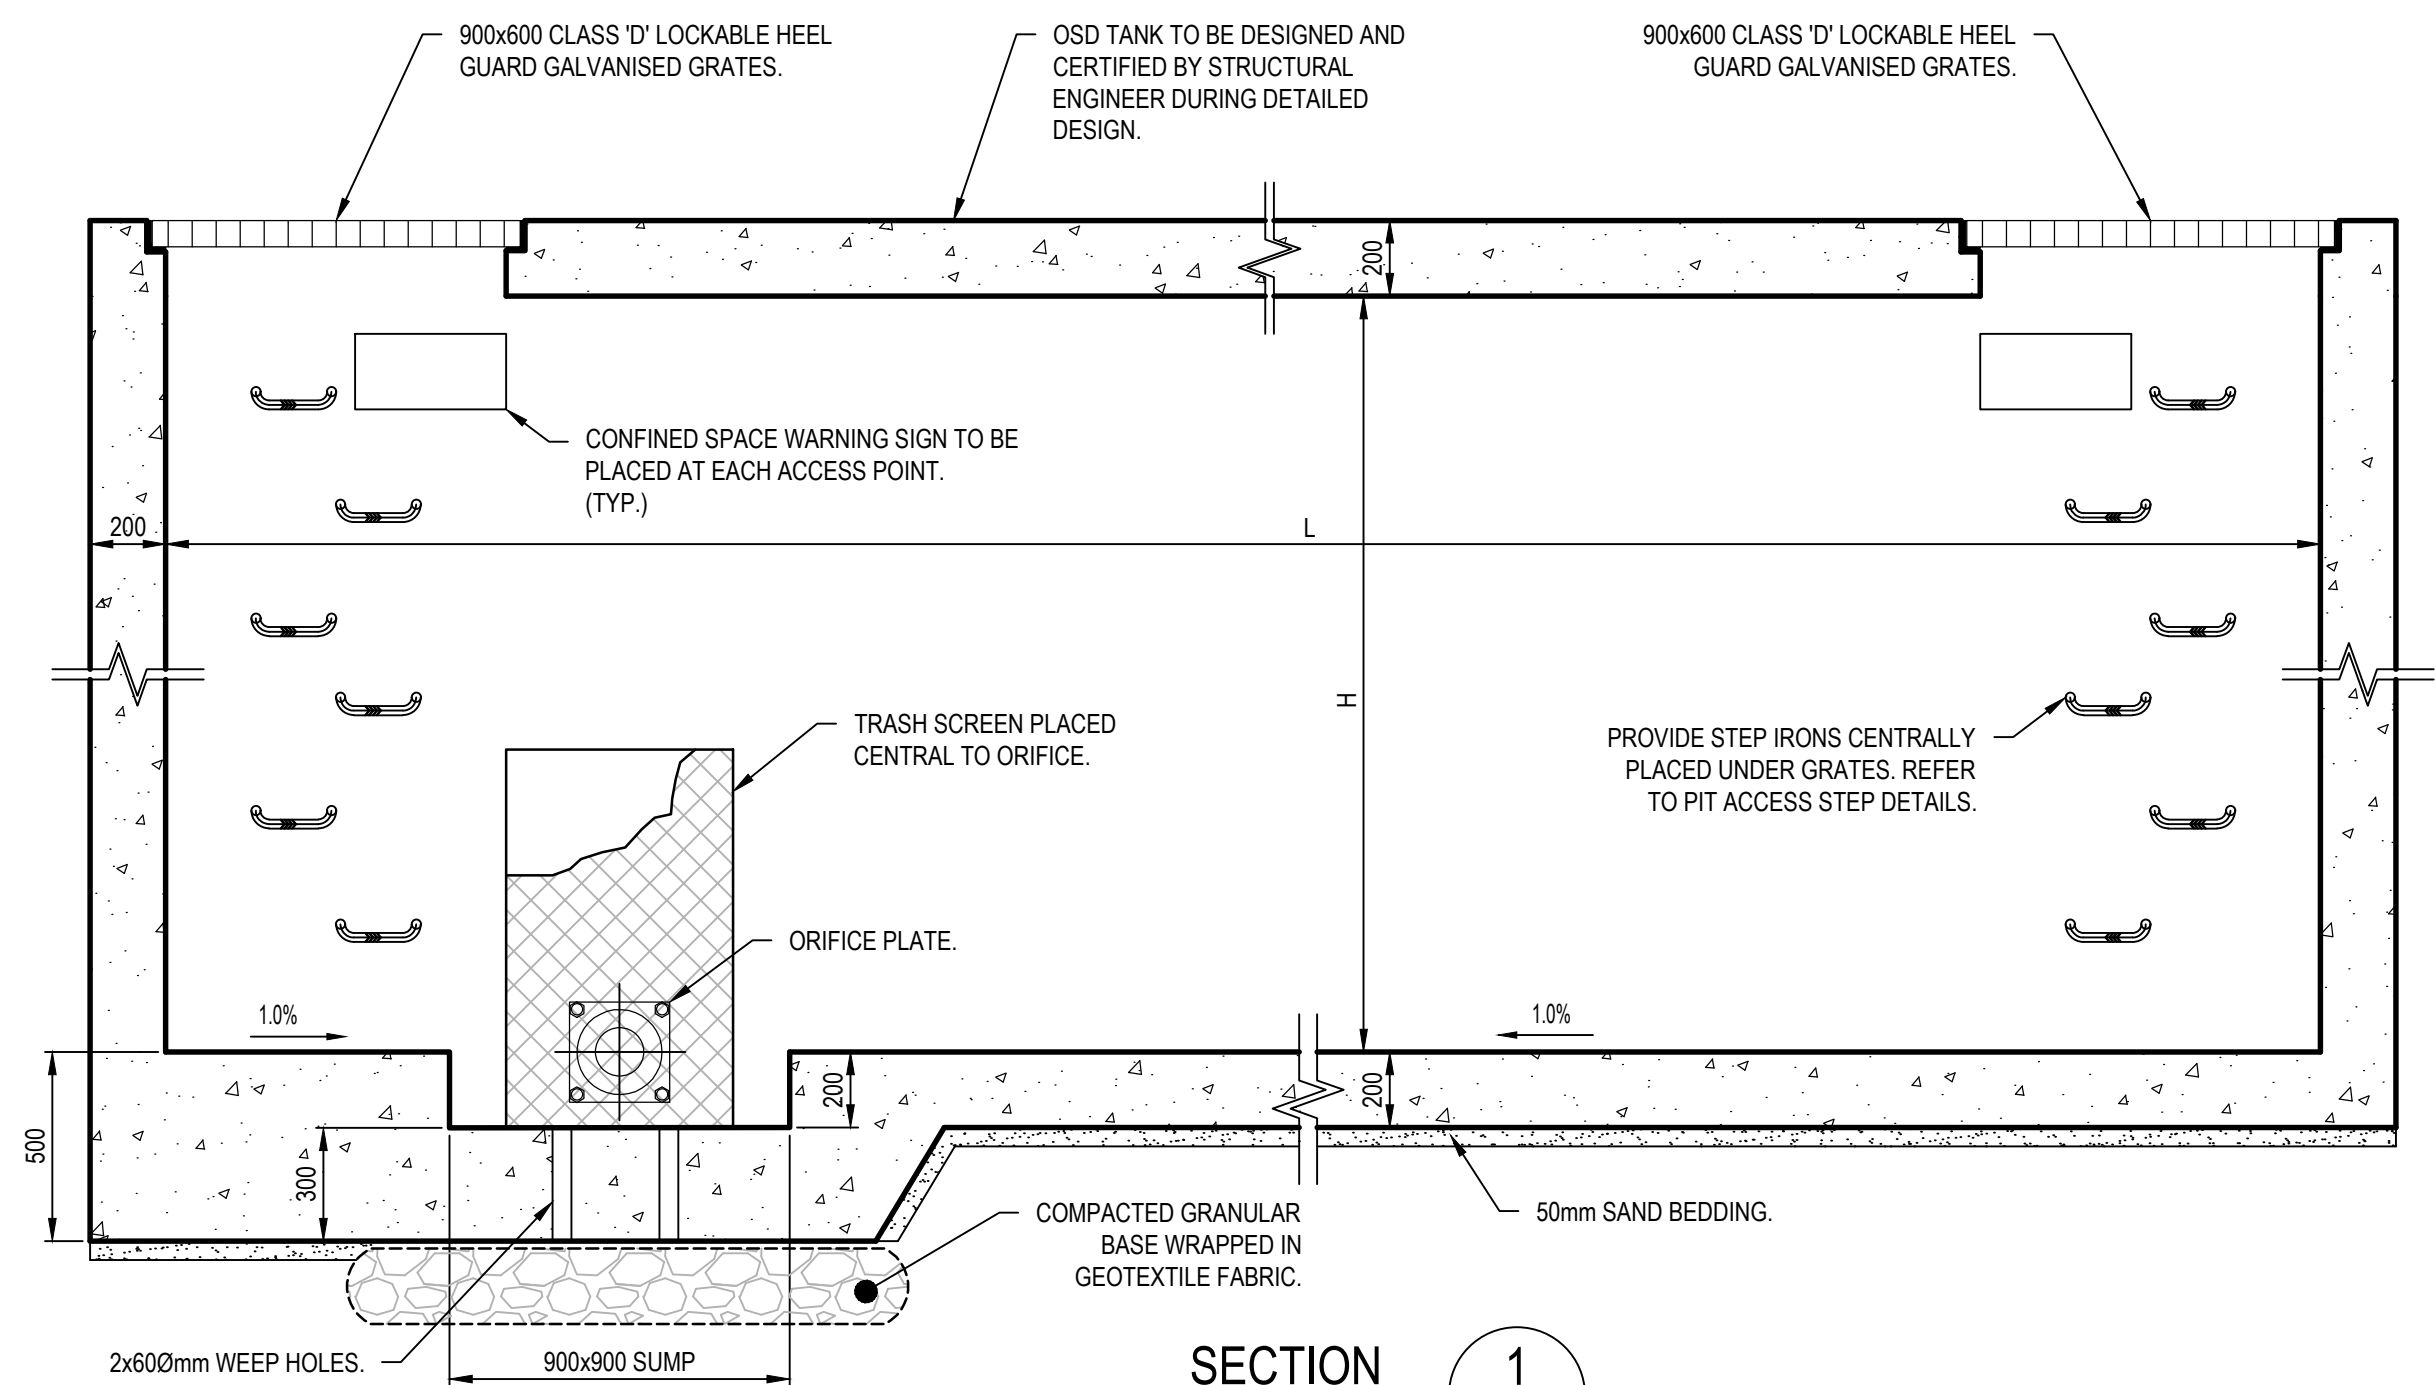 900x600 CLASS 'D' LOCKABLE HEEL
GUARD GALVANISED GRATES.
OSD TANK TO BE DESIGNED AND
CERTIFIED BY STRUCTURAL
ENGINEER DURING DETAILED
DESIGN.
900x600 CLASS 'D' LOCKABLE HEEL
GUARD GALVANISED GRATES.
200
CONFINED SPACE WARNING SIGN TO BE
PLACED AT EACH ACCESS POINT.
(TYP.)
200
L
H
TRASH SCREEN PLACED
CENTRAL TO ORIFICE.
PROVIDE STEP IRONS CENTRALLY
PLACED UNDER GRATES. REFER
TO PIT ACCESS STEP DETAILS.
ORIFICE PLATE.
1.0%
1.0%
500
300
200
200
COMPACTED GRANULAR
BASE WRAPPED IN
GEOTEXTILE FABRIC.
50mm SAND BEDDING.
2x60Ømm WEEP HOLES.
900x900 SUMP
SECTION
1